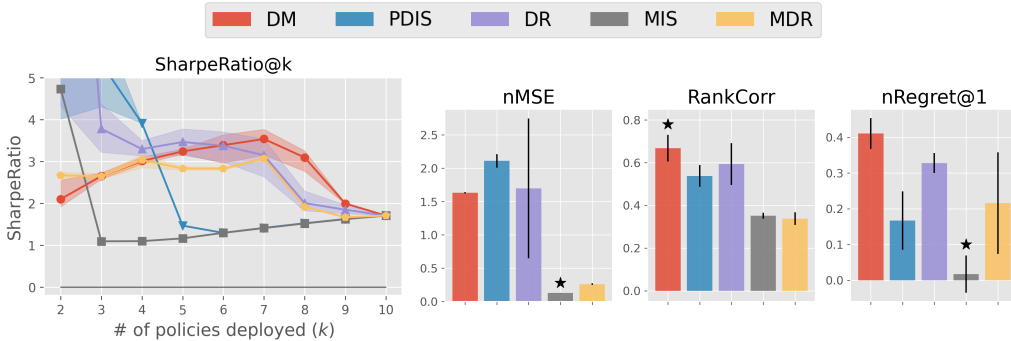 DM PDIS DR MIS MDR
SharpeRatio@k
SharpeRatio
5
4
3
2
1
0
2 3 4 5 6 7 8 9 10
# of policies deployed (k)
nMSE
2.5
2.0
1.5
1.0
0.5
0.0
RankCorr
0.8
0.6
0.4
0.2
0.0
nRegret@1
0.4
0.3
0.2
0.1
0.0